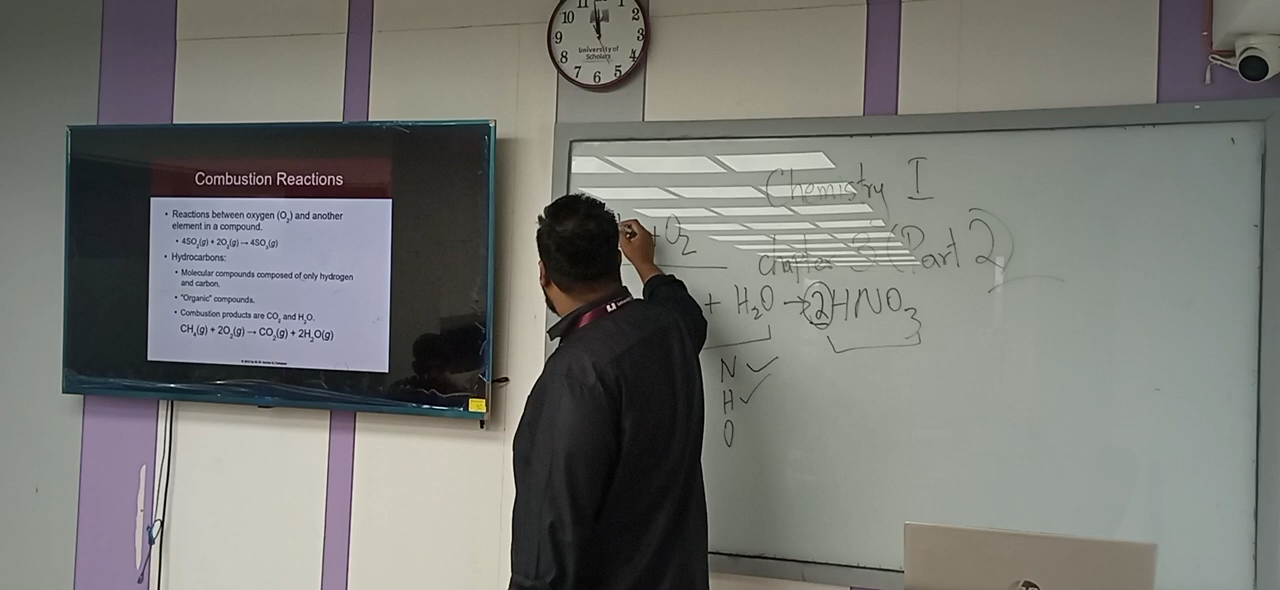 Combustion Reactions
• Reactions between oxygen (O₂) and another
element in a compound.
• 4SO₂(g) + 2O₂(g) → 4SO₃(g)
• Hydrocarbons:
• Molecular compounds composed of only hydrogen
and carbon.
• "Organic" compounds.
• Combustion products are CO₂ and H₂O.
CH₄(g) + 2O₂(g) → CO₂(g) + 2H₂O(g)
11 1
10 2
9 3
University of
Scholars
8 4
7 6 5
Chemistry I
Chapter 3 (Part 2)
+O₂
+ H₂O → 2HNO₃
N ✓
H ✓
O